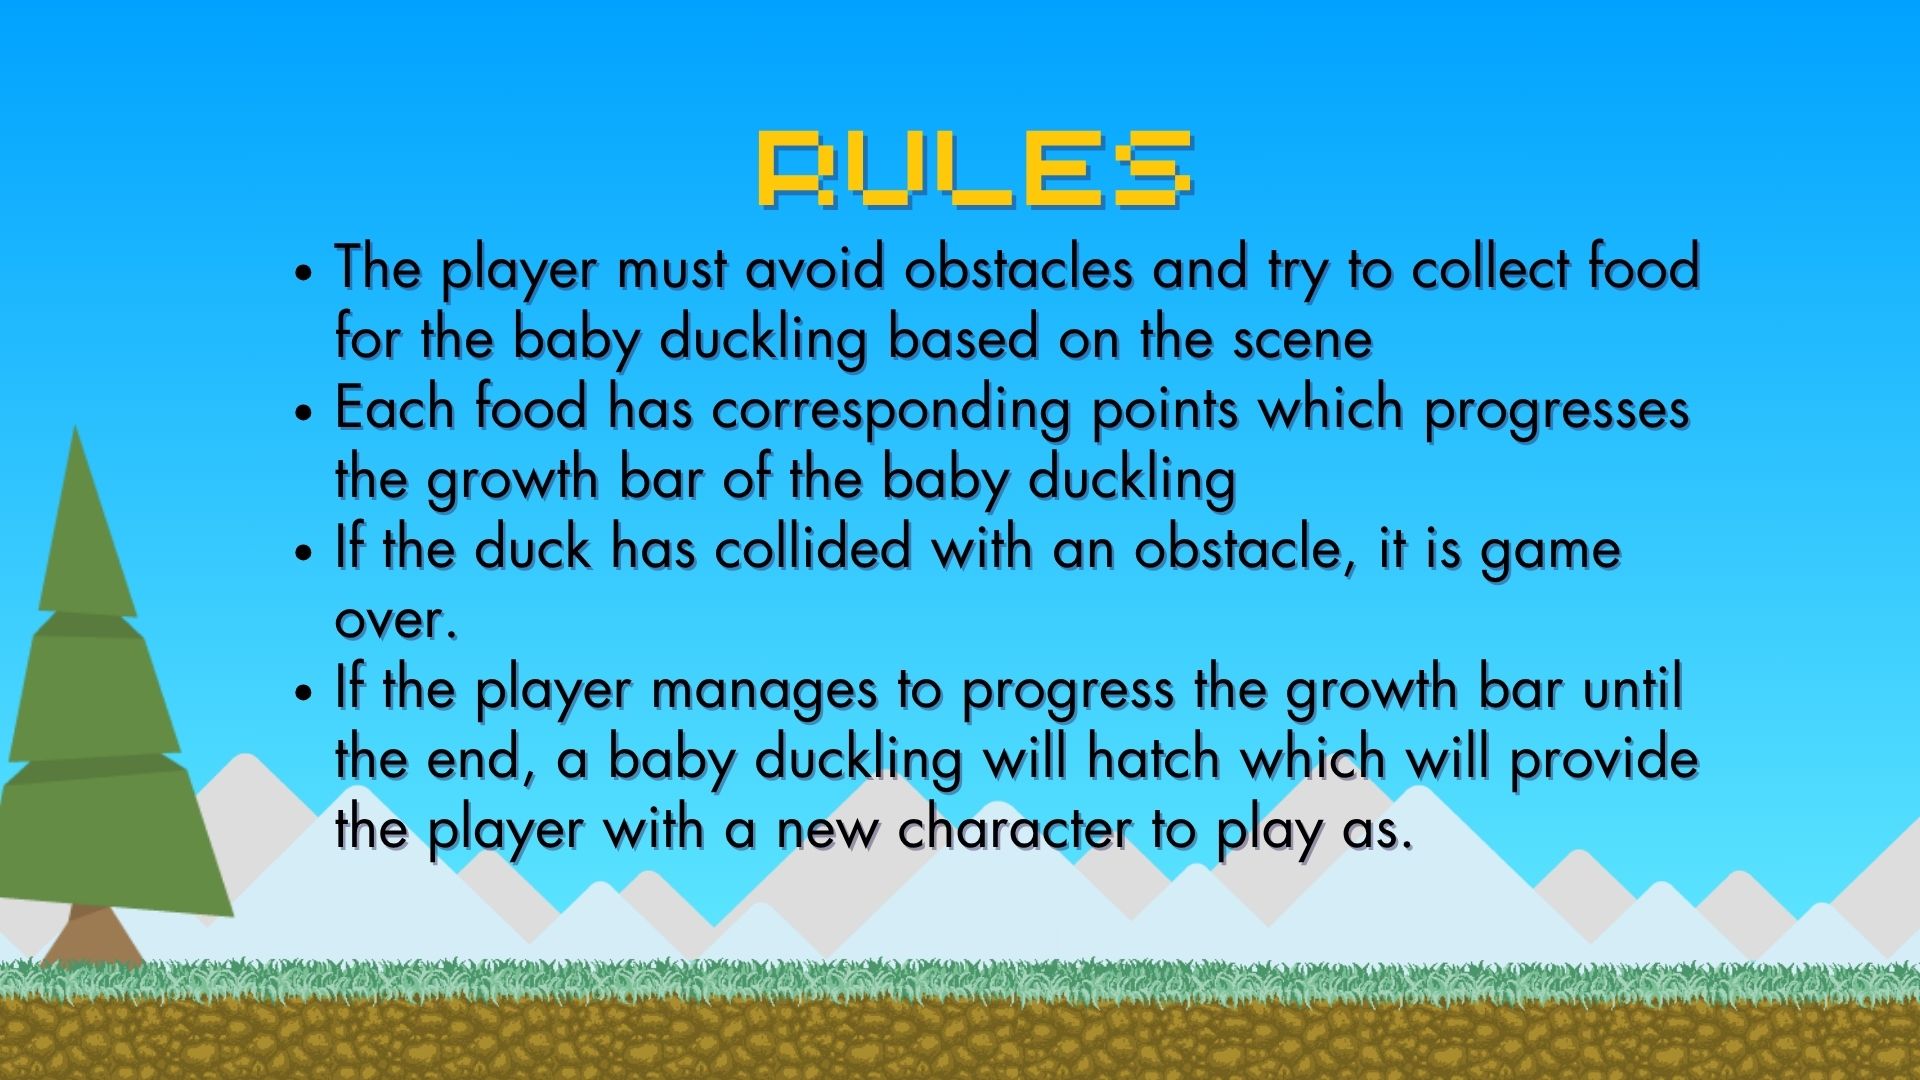 RULES
• The player must avoid obstacles and try to collect food
for the baby duckling based on the scene
• Each food has corresponding points which progresses
the growth bar of the baby duckling
• If the duck has collided with an obstacle, it is game
over.
• If the player manages to progress the growth bar until
the end, a baby duckling will hatch which will provide
the player with a new character to play as.